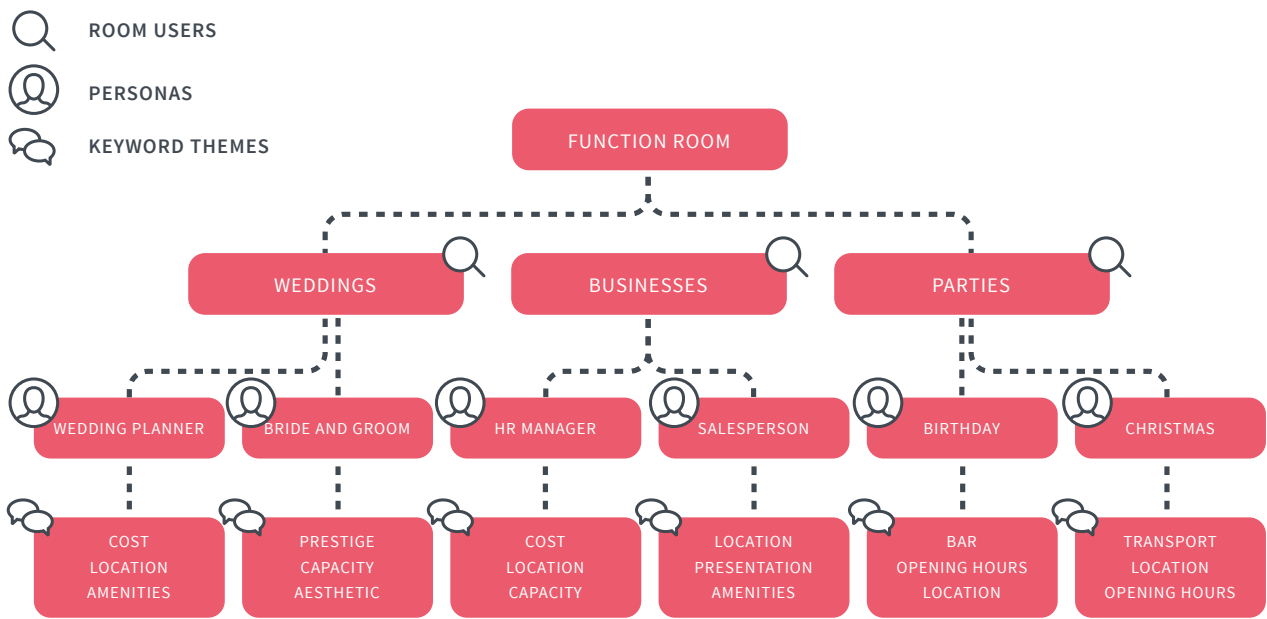 ROOM USERS
PERSONAS
KEYWORD THEMES
FUNCTION ROOM
WEDDINGS
BUSINESSES
PARTIES
WEDDING PLANNER
BRIDE AND GROOM
HR MANAGER
SALESPERSON
BIRTHDAY
CHRISTMAS
COST
LOCATION
AMENITIES
PRESTIGE
CAPACITY
AESTHETIC
COST
LOCATION
CAPACITY
LOCATION
PRESENTATION
AMENITIES
BAR
OPENING HOURS
LOCATION
TRANSPORT
LOCATION
OPENING HOURS